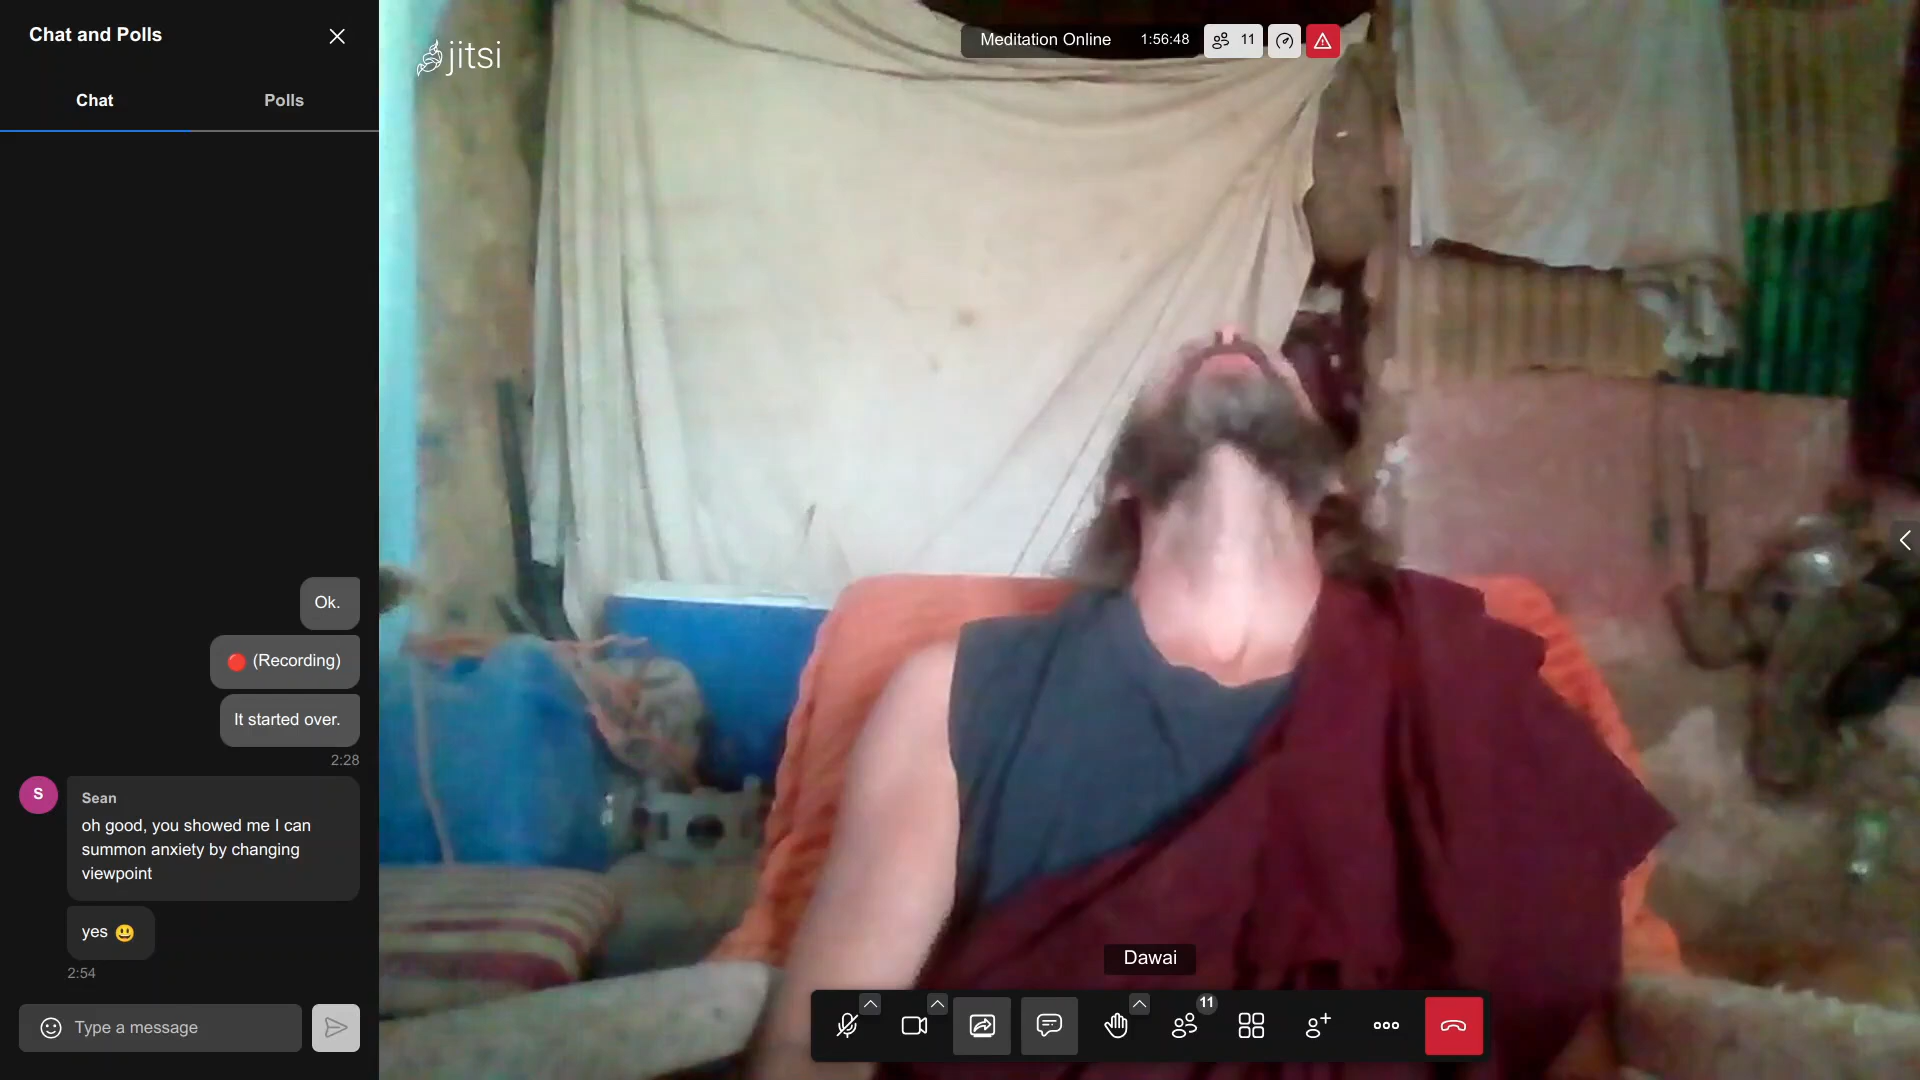 Chat and Polls
Chat
Polls
Ok.
🔴 (Recording)
It started over.
2:28
S
Sean
oh good, you showed me I can
summon anxiety by changing
viewpoint
yes 😃
2:54
Type a message
jitsi
Meditation Online
1:56:48
11
Dawai
11